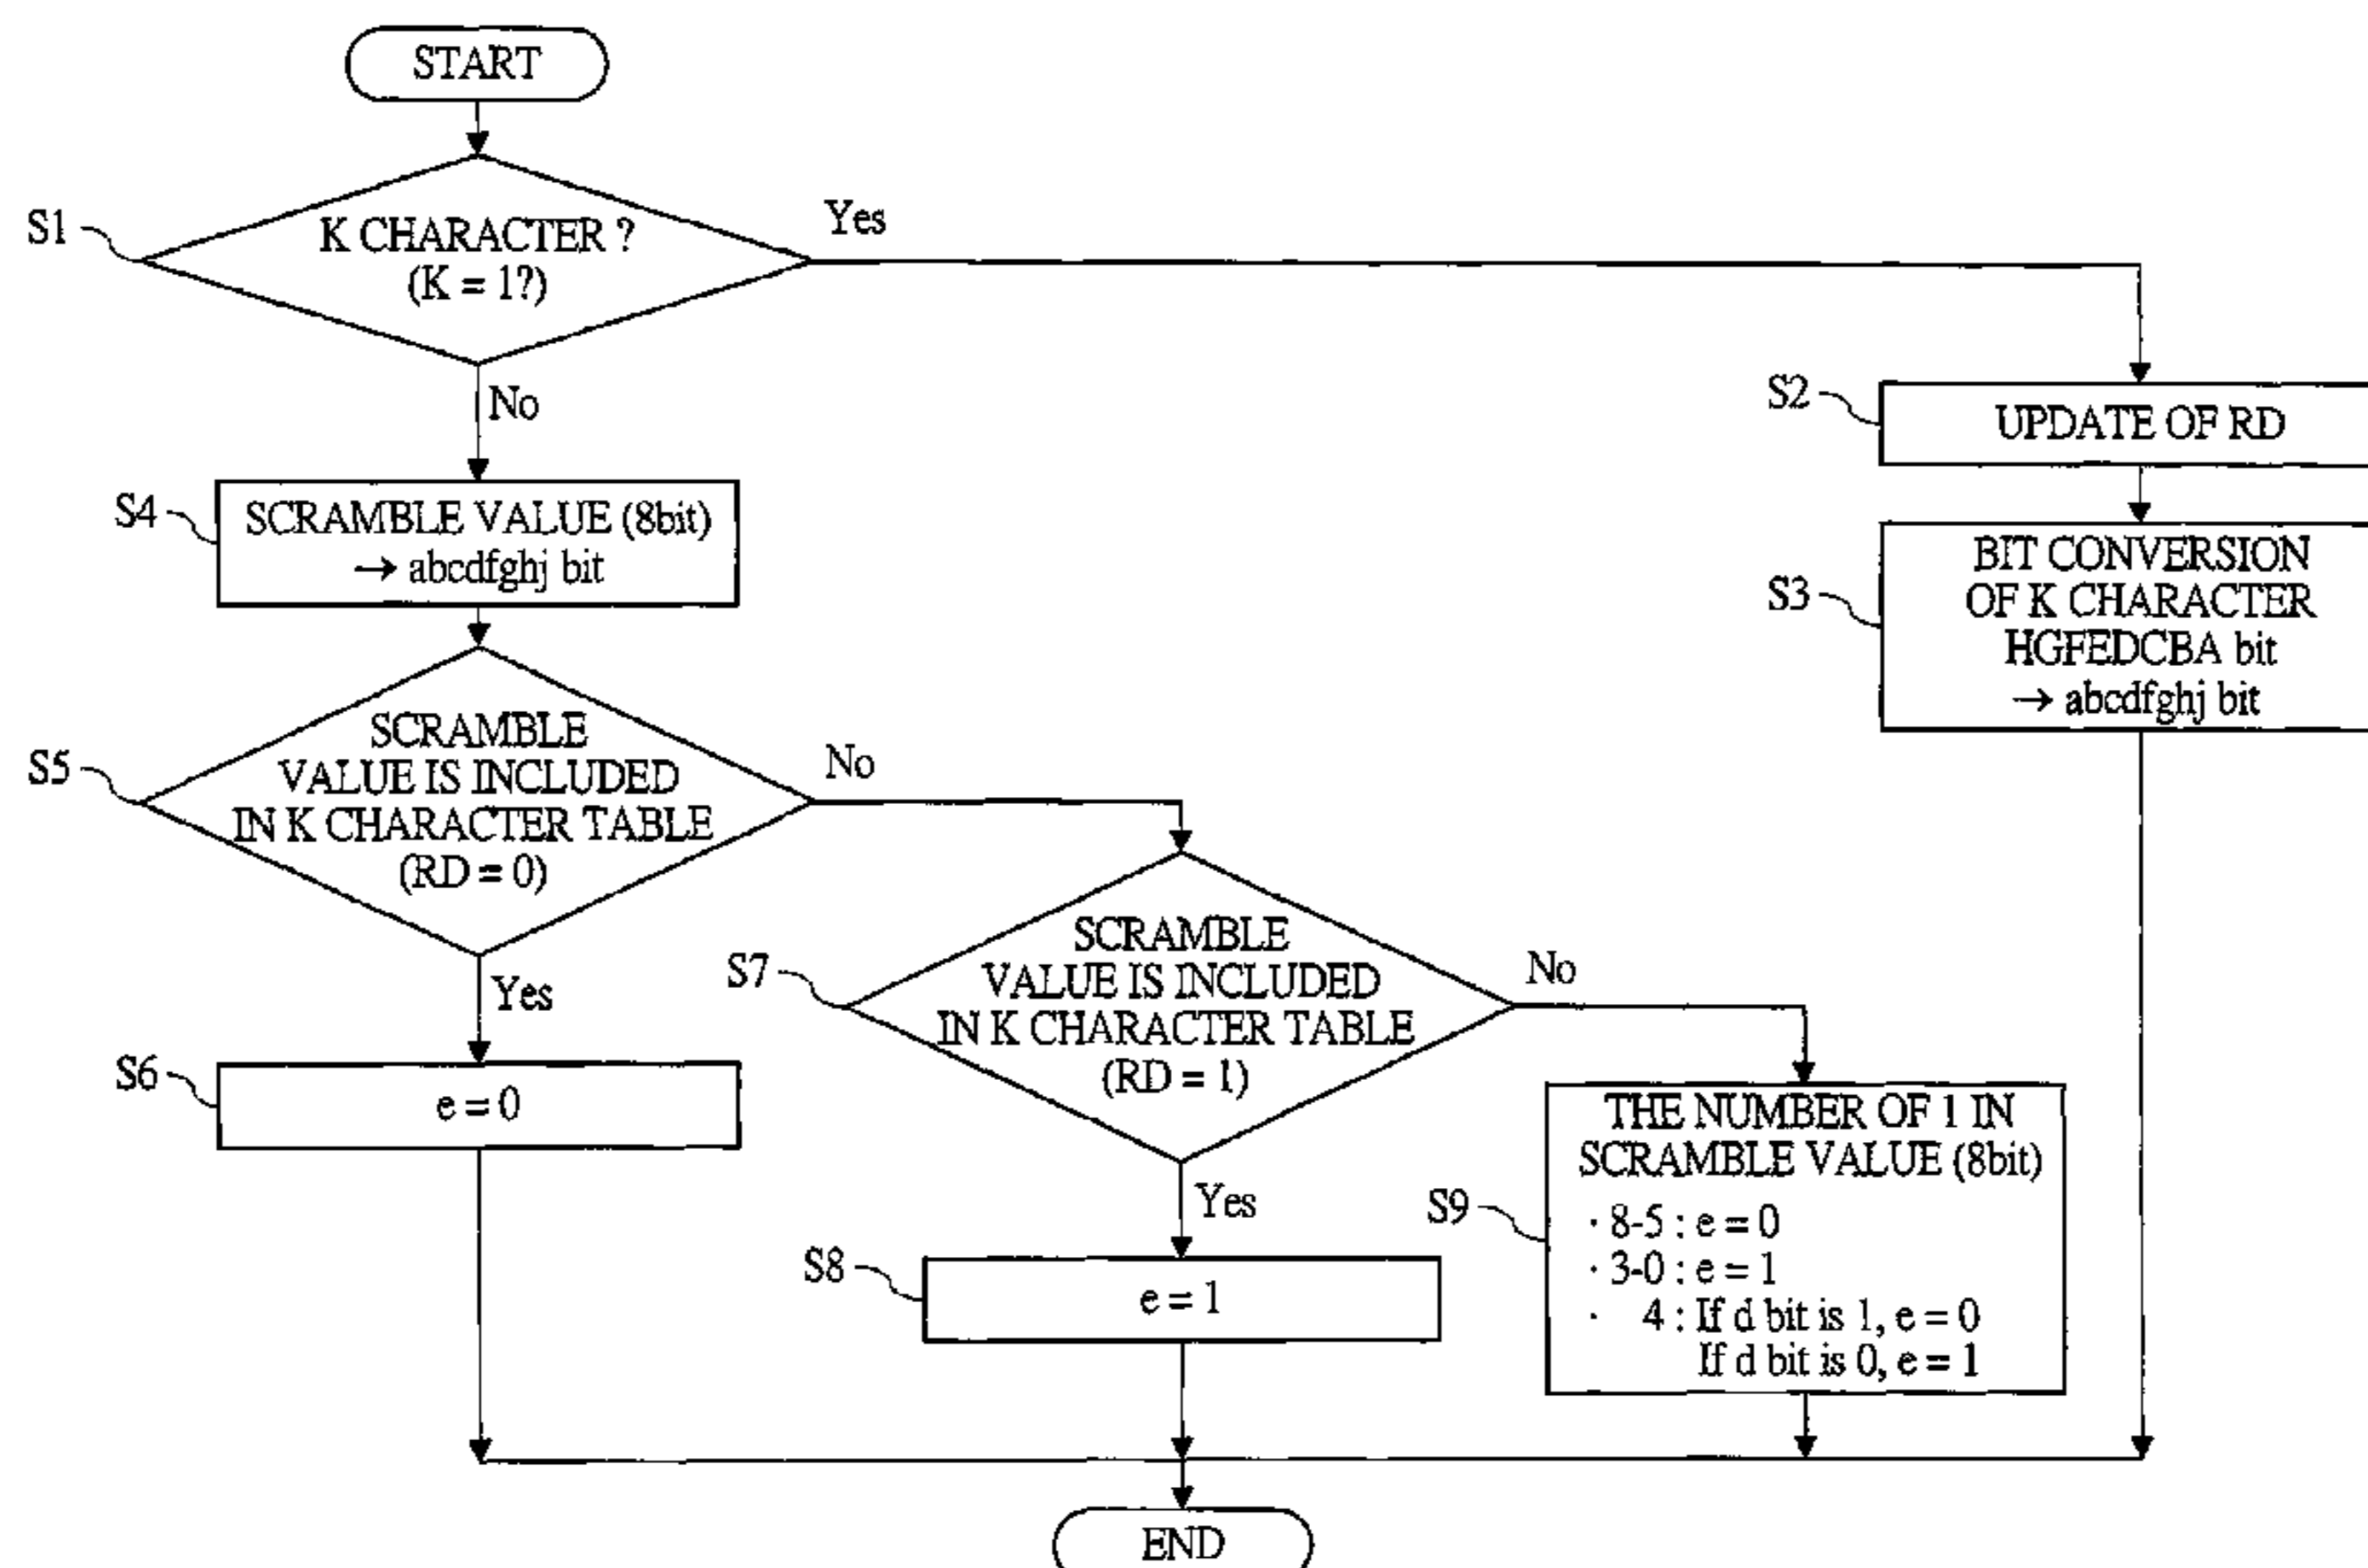 START
S1
K CHARACTER ?
(K = 1?)
Yes
No
S2
UPDATE OF RD
S3
BIT CONVERSION
OF K CHARACTER
HGFEDCBA bit
→ abcdfghj bit
S4
SCRAMBLE VALUE (8bit)
→ abcdfghj bit
S5
SCRAMBLE
VALUE IS INCLUDED
IN K CHARACTER TABLE
(RD = 0)
No
Yes
S6
e = 0
S7
SCRAMBLE
VALUE IS INCLUDED
IN K CHARACTER TABLE
(RD = 1)
No
Yes
S8
e = 1
S9
THE NUMBER OF 1 IN
SCRAMBLE VALUE (8bit)
· 8-5 : e = 0
· 3-0 : e = 1
· 4 : If d bit is 1, e = 0
If d bit is 0, e = 1
END